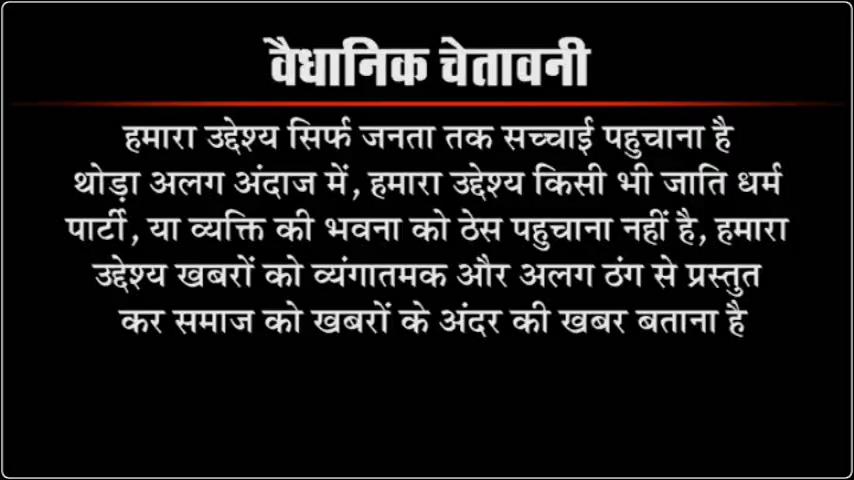 वैधानिक चेतावनी
हमारा उद्देश्य सिर्फ जनता तक सच्चाई पहुचाना है
थोड़ा अलग अंदाज में, हमारा उद्देश्य किसी भी जाति धर्म
पार्टी, या व्यक्ति की भवना को ठेस पहुचाना नहीं है, हमारा
उद्देश्य खबरों को व्यंगातमक और अलग ठंग से प्रस्तुत
कर समाज को खबरों के अंदर की खबर बताना है